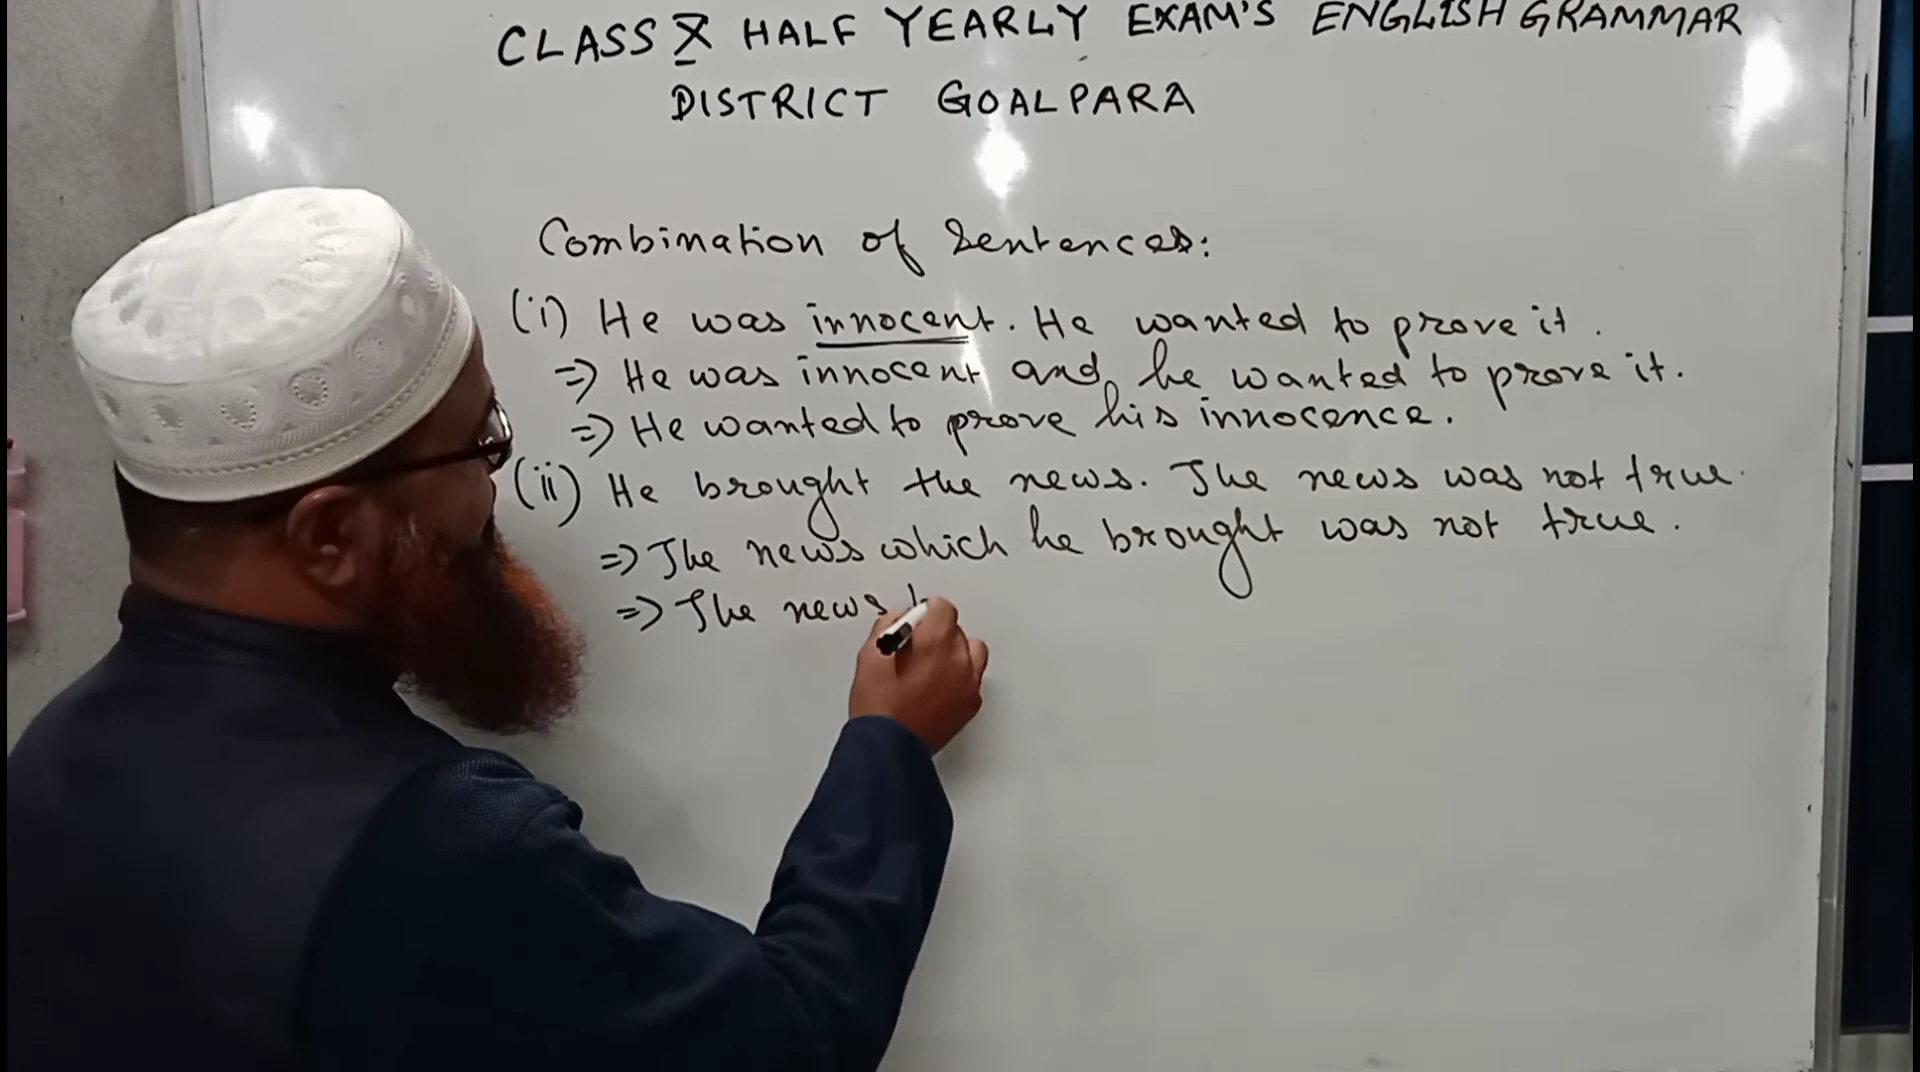 CLASS X HALF YEARLY EXAM'S ENGLISH GRAMMAR
DISTRICT GOALPARA
Combination of Sentences:
(i) He was innocent. He wanted to prove it.
=> He was innocent and he wanted to prove it.
=> He wanted to prove his innocence.
(ii) He brought the news. The news was not true.
=> The news which he brought was not true.
=> The news